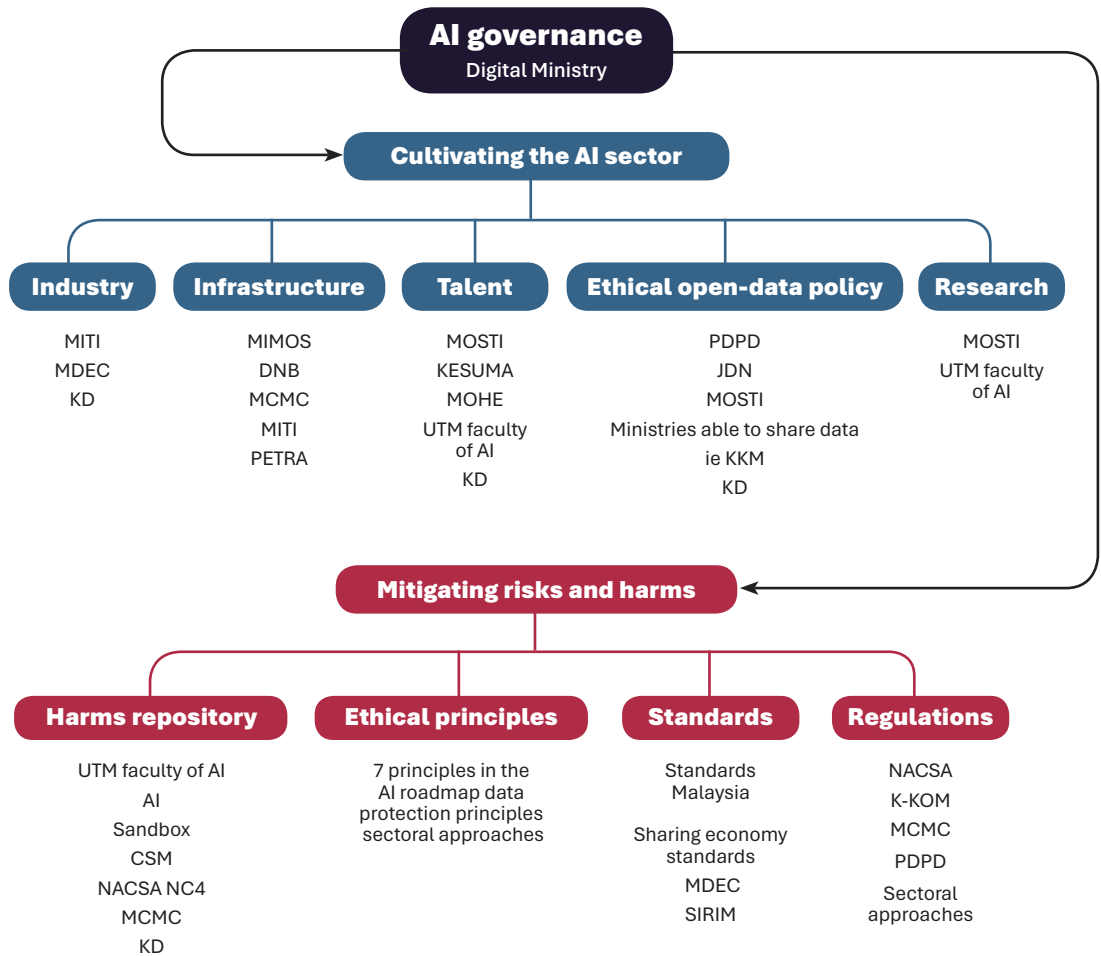 AI governance
Digital Ministry
Cultivating the AI sector
Industry
Infrastructure
Talent
Ethical open-data policy
Research
MITI
MDEC
KD
MIMOS
DNB
MCMC
MITI
PETRA
MOSTI
KESUMA
MOHE
UTM faculty
of AI
KD
PDPD
JDN
MOSTI
Ministries able to share data
ie KKM
KD
MOSTI
UTM faculty
of AI
Mitigating risks and harms
Harms repository
Ethical principles
Standards
Regulations
UTM faculty of AI
AI
Sandbox
CSM
NACSA NC4
MCMC
KD
7 principles in the
AI roadmap data
protection principles
sectoral approaches
Standards
Malaysia
Sharing economy
standards
MDEC
SIRIM
NACSA
K-KOM
MCMC
PDPD
Sectoral
approaches